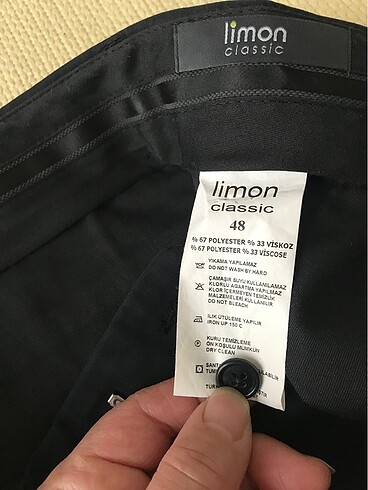 limon
classic
limon
classic
48
% 67 POLYESTER % 33 VİSKOZ
% 67 POLYESTER % 33 VISCOSE
YIKAMA YAPILAMAZ
DO NOT WASH BY HARD
ÇAMAŞIR SUYU KULLANILAMAZ
KLORLU AĞARTMA YAPILMAZ
KLOR İÇERMEYEN TEMİZLİK
MALZEMELERİ KULLANILIR
DO NOT BLEACH
ILIK ÜTÜLEME YAPILIR
IRON UP 150 C
KURU TEMİZLEME
ÖN KOŞULU MÜMKÜN
DRY CLEAN